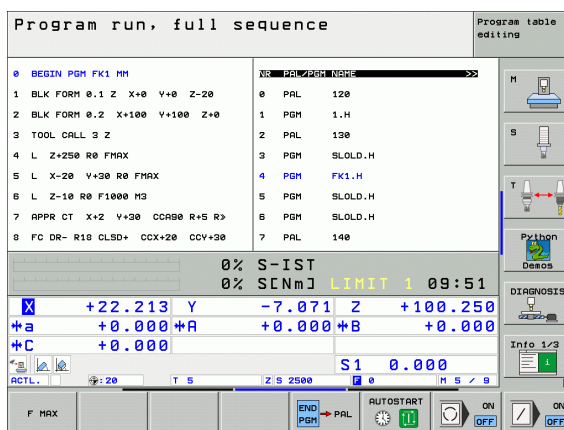 Program run, full sequence
Program table editing
0 BEGIN PGM FK1 MM
1 BLK FORM 0.1 Z X+0 Y+0 Z-20
2 BLK FORM 0.2 X+100 Y+100 Z+0
3 TOOL CALL 3 Z
4 L Z+250 R0 FMAX
5 L X-20 Y+30 R0 FMAX
6 L Z-10 R0 F1000 M3
7 APPR CT X+2 Y+30 CCA90 R+5 R»
8 FC DR- R18 CLSD+ CCX+20 CCY+30
NR PAL/PGM NAME >>
0 PAL 120
1 PGM 1.H
2 PAL 130
3 PGM SLOLD.H
4 PGM FK1.H
5 PGM SLOLD.H
6 PGM SLOLD.H
7 PAL 140
0% S-IST
0% S[Nm] LIMIT 1 09:51
X +22.213 Y -7.071 Z +100.250
a +0.000 A +0.000 B +0.000
C +0.000
S1 0.000
ACTL. : 20 T 5 Z S 2500 F 0 M 5 / 9
M
S
T
Python Demos
DIAGNOSIS
Info 1/3
F MAX
END PGM PAL
AUTOSTART
ON OFF
ON OFF